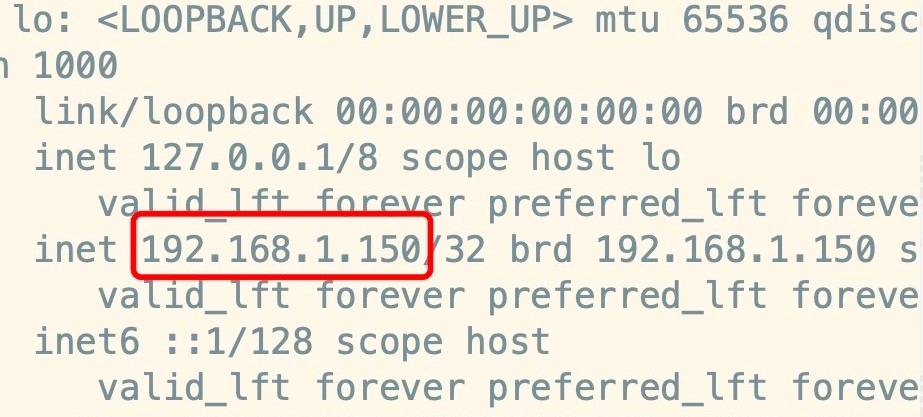 lo: <LOOPBACK,UP,LOWER_UP> mtu 65536 qdisc
n 1000
link/loopback 00:00:00:00:00:00 brd 00:00
inet 127.0.0.1/8 scope host lo
valid_lft forever preferred_lft foreve
inet 192.168.1.150/32 brd 192.168.1.150 s
valid_lft forever preferred_lft foreve
inet6 ::1/128 scope host
valid_lft forever preferred_lft foreve